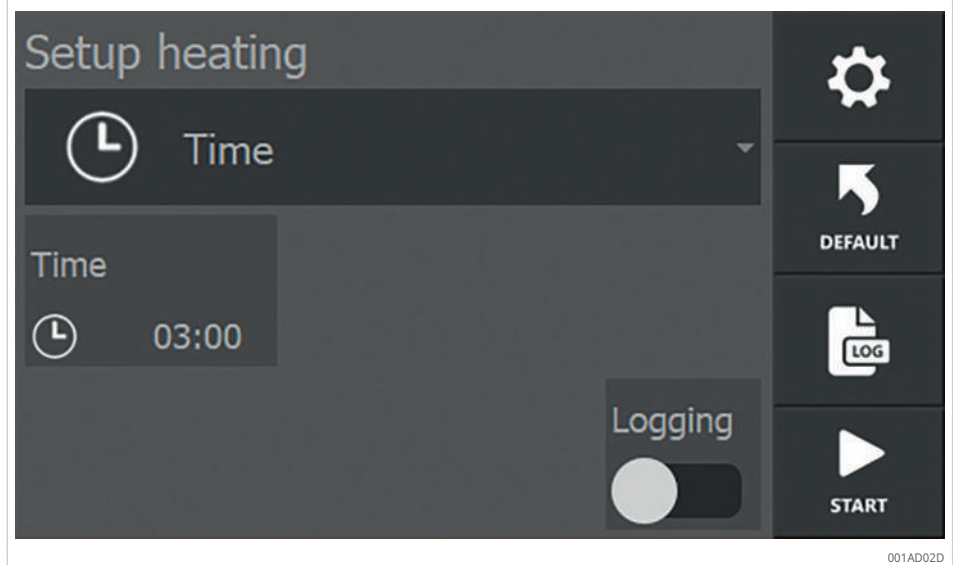 Setup heating
Time
DEFAULT
Time
03:00
LOG
Logging
START
001AD02D